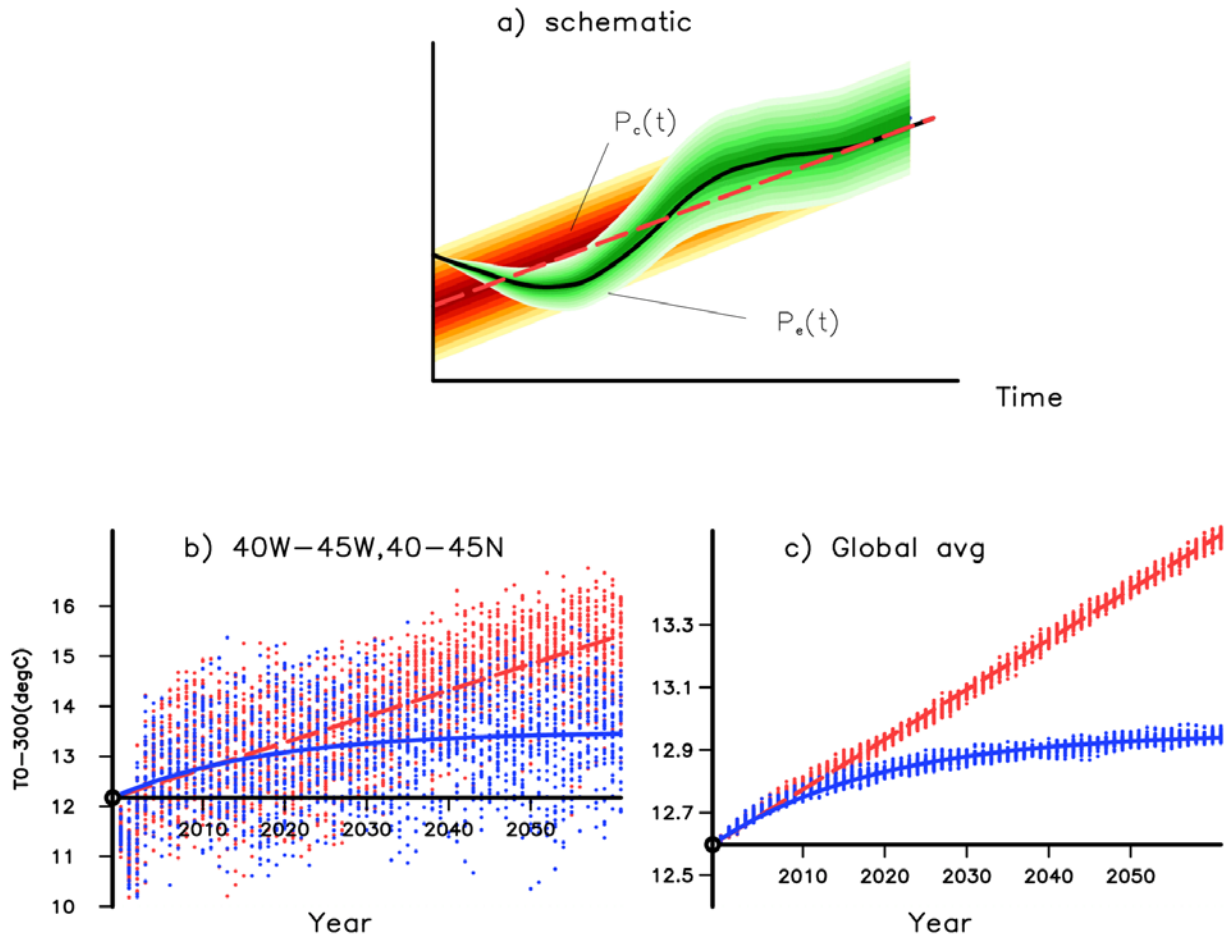 a) schematic
P_c(t)
P_e(t)
Time
b) 40W-45W,40-45N
T0-300(degC)
16
15
14
13
12
11
10
2010 2020 2030 2040 2050
Year
c) Global avg
13.3
13.1
12.9
12.7
12.5
2010 2020 2030 2040 2050
Year